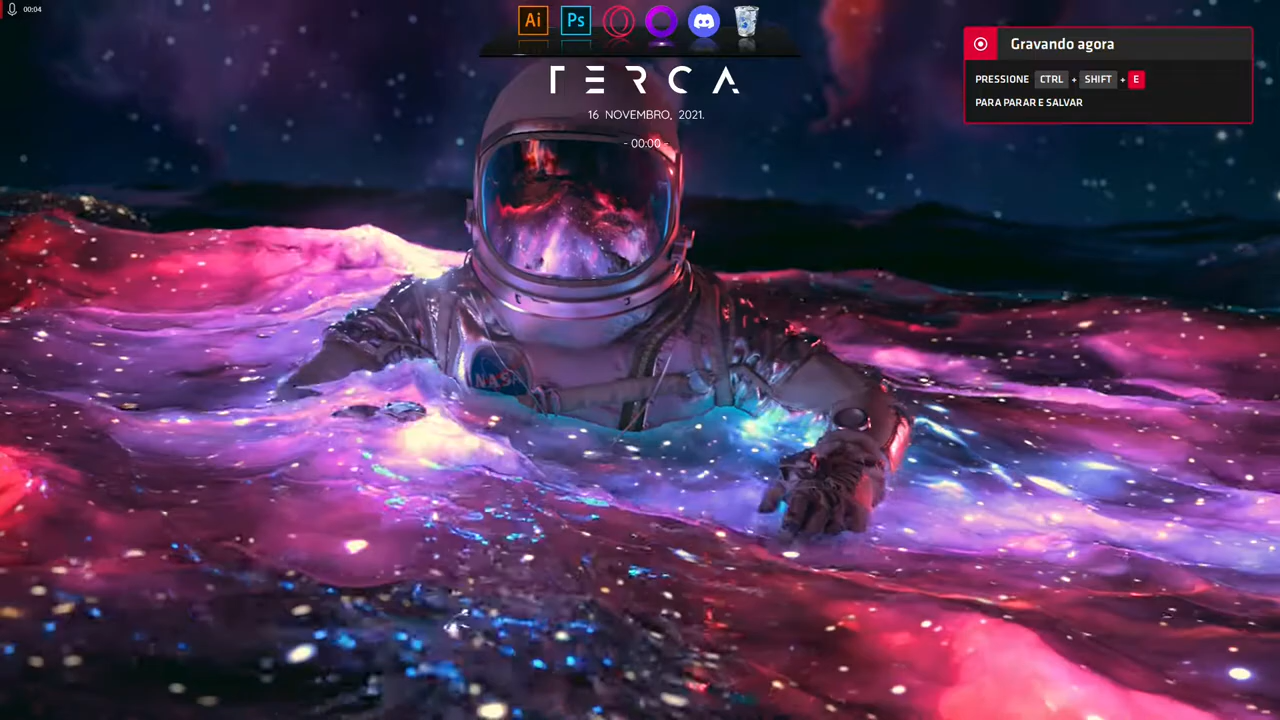 00:04
Ai
Ps
TERCA
16 NOVEMBRO, 2021.
- 00:00 -
Gravando agora
PRESSIONE CTRL + SHIFT + E
PARA PARAR E SALVAR
NASA